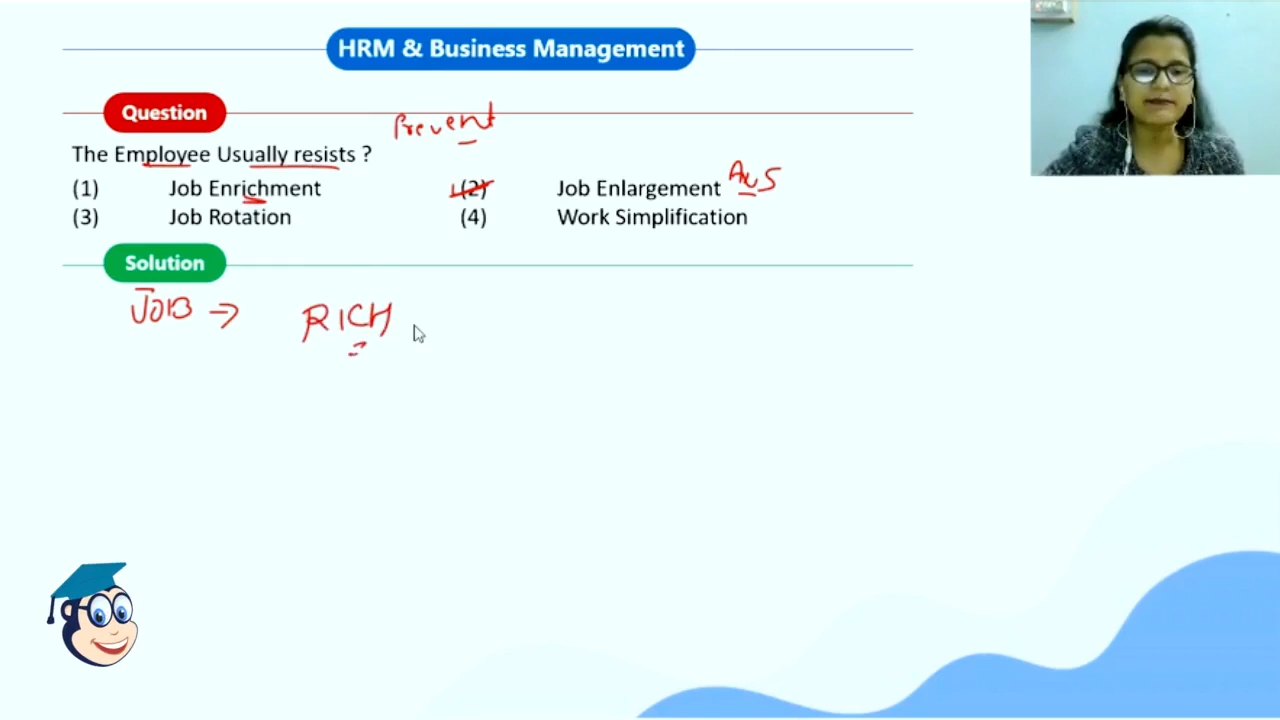 HRM & Business Management
Question
Prevent
The Employee Usually resists ?
(1) Job Enrichment (2) Job Enlargement Ans
(3) Job Rotation (4) Work Simplification
Solution
JOB → RICH